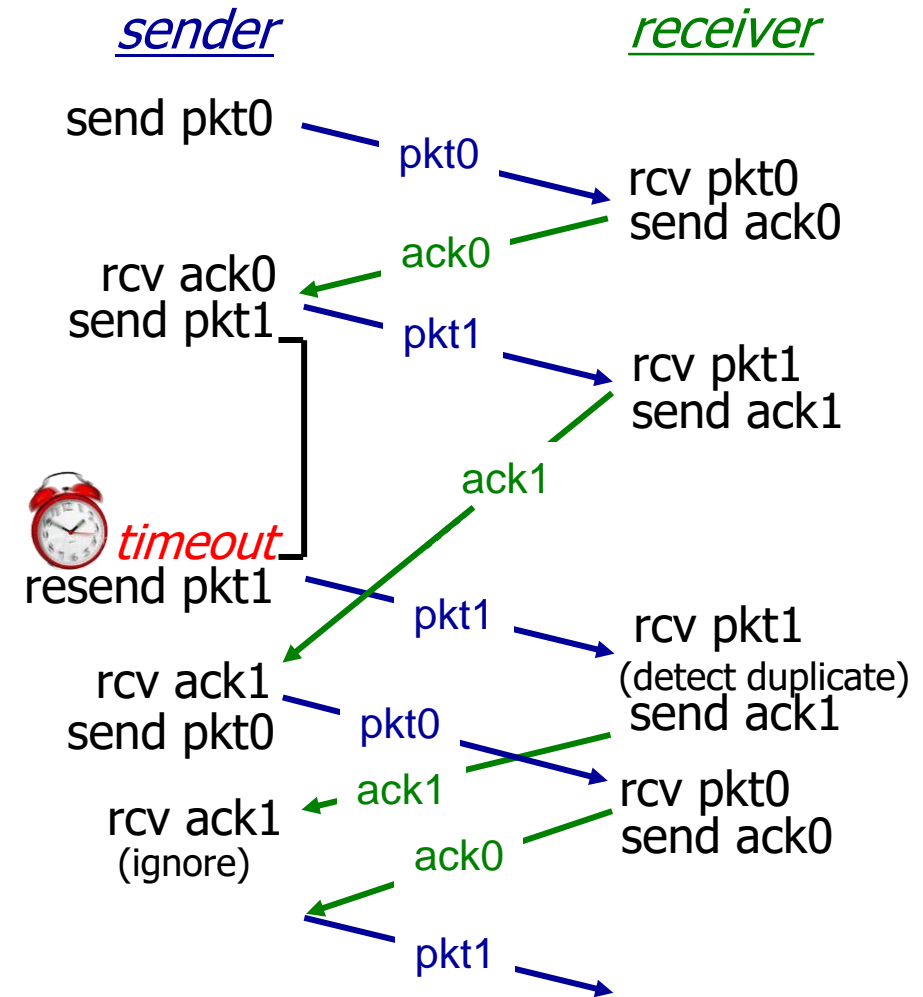 sender receiver
send pkt0
pkt0
rcv pkt0
send ack0
ack0
rcv ack0
send pkt1
pkt1
rcv pkt1
send ack1
ack1
timeout
resend pkt1
pkt1
rcv pkt1
(detect duplicate)
send ack1
rcv ack1
send pkt0
pkt0
ack1
rcv pkt0
send ack0
rcv ack1
(ignore)
ack0
pkt1